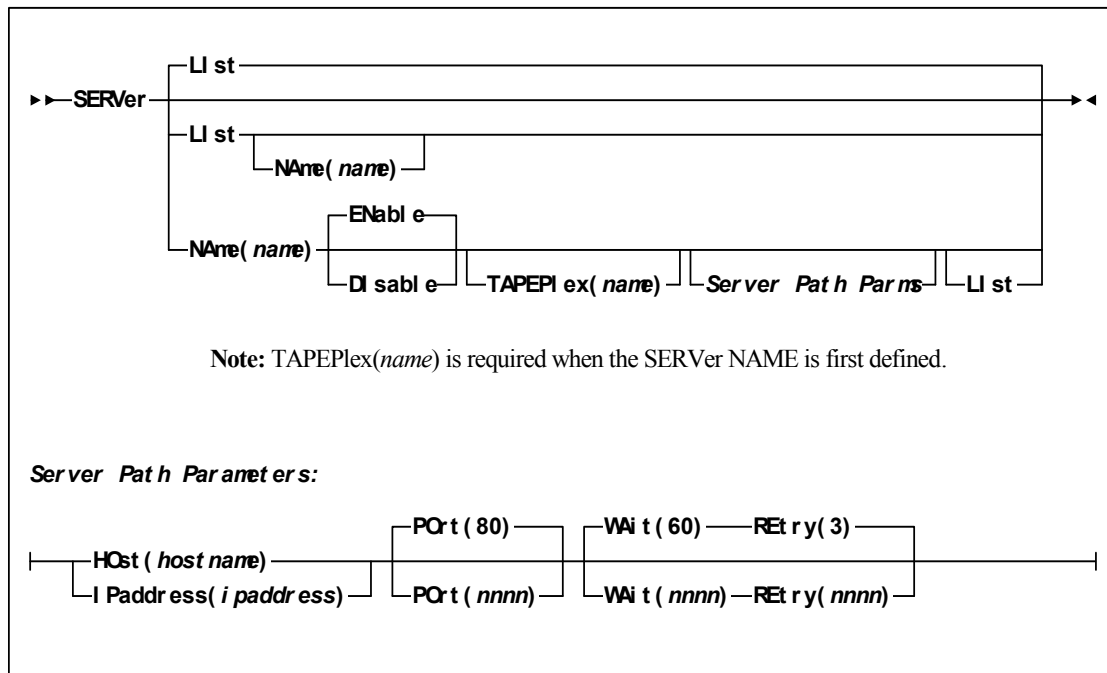 LIst
SERVer
LIst
NAme(name)
ENable
NAme(name)
DIsable TAPEPlex(name) Server Path Parms LIst
Note: TAPEPlex(name) is required when the SERVer NAME is first defined.
Server Path Parameters:
POrt(80) WAit(60) REtry(3)
HOst(hostname)
IPaddress(ipaddress) POrt(nnnn) WAit(nnnn) REtry(nnnn)